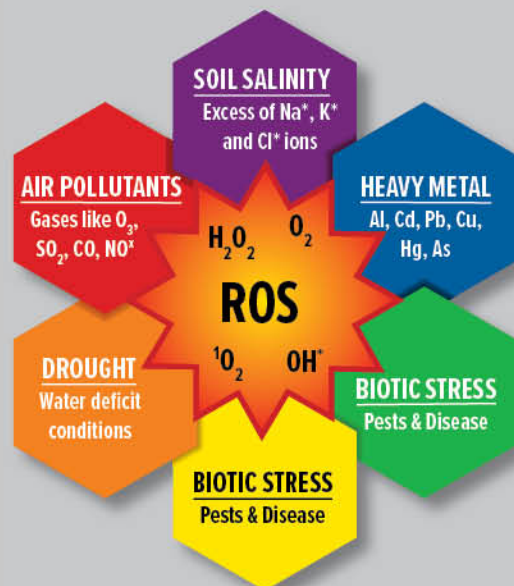 SOIL SALINITY
Excess of Na*, K*
and Cl* ions
AIR POLLUTANTS
Gases like O₃,
SO₂, CO, NOˣ
HEAVY METAL
Al, Cd, Pb, Cu,
Hg, As
H₂O₂
O₂
ROS
¹O₂
OH*
DROUGHT
Water deficit
conditions
BIOTIC STRESS
Pests & Disease
BIOTIC STRESS
Pests & Disease